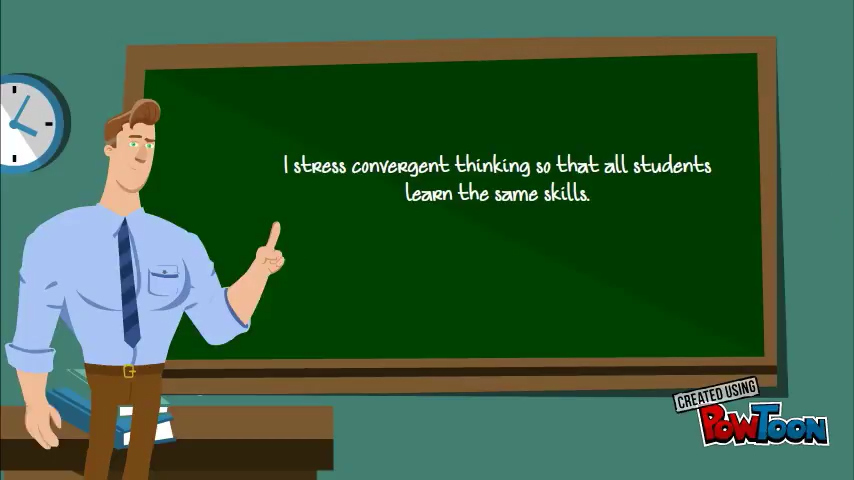 I stress convergent thinking so that all students
learn the same skills.
CREATED USING
POWTOON